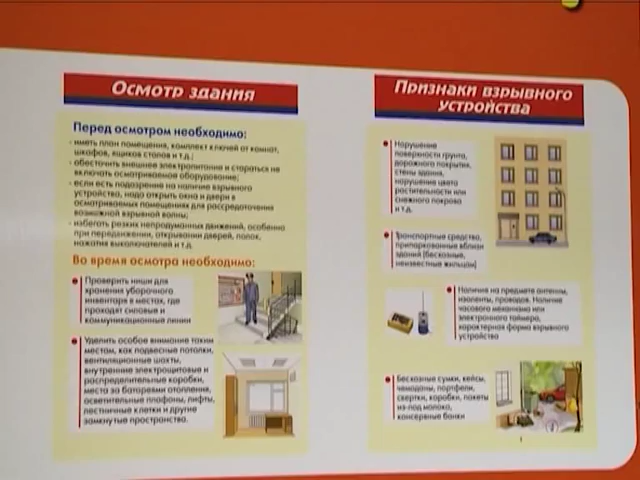 Осмотр здания
Перед осмотром необходимо:
- иметь план помещения, комплект ключей от комнат,
шкафов, ящиков столов и т.д.;
- обесточить внешнее электропитание и стараться не
включать осматриваемое оборудование;
- если есть подозрение на наличие взрывного
устройства, надо открыть окна и двери в
осматриваемых помещениях для рассредоточения
возможной взрывной волны;
- избегать резких непродуманных движений, особенно
при передвижении, открывании дверей, полок,
нажатия выключателей и т.д.
Во время осмотра необходимо:
Проверить ниши для
хранения уборочного
инвентаря в местах, где
проходят силовые и
коммуникационные линии
Уделить особое внимание таким
местам, как подвесные потолки,
вентиляционные шахты,
внутренние электрощитовые и
распределительные коробки,
места за батареями отопления,
осветительные плафоны, лифты,
лестничные клетки и другие
замкнутые пространства.
Признаки взрывного
устройства
Нарушение
поверхности грунта,
дорожного покрытия,
стены здания,
нарушение цвета
растительности или
снежного покрова
и т.д.
Транспортные средства,
припаркованные вблизи
зданий (бесхозные,
неизвестные жильцам)
Наличие на предмете антенны,
изоленты, проводов. Наличие
часового механизма или
электронного таймера,
характерная форма взрывного
устройства
Бесхозные сумки, кейсы,
чемоданы, портфели,
свертки, коробки, пакеты
из-под молока,
консервные банки